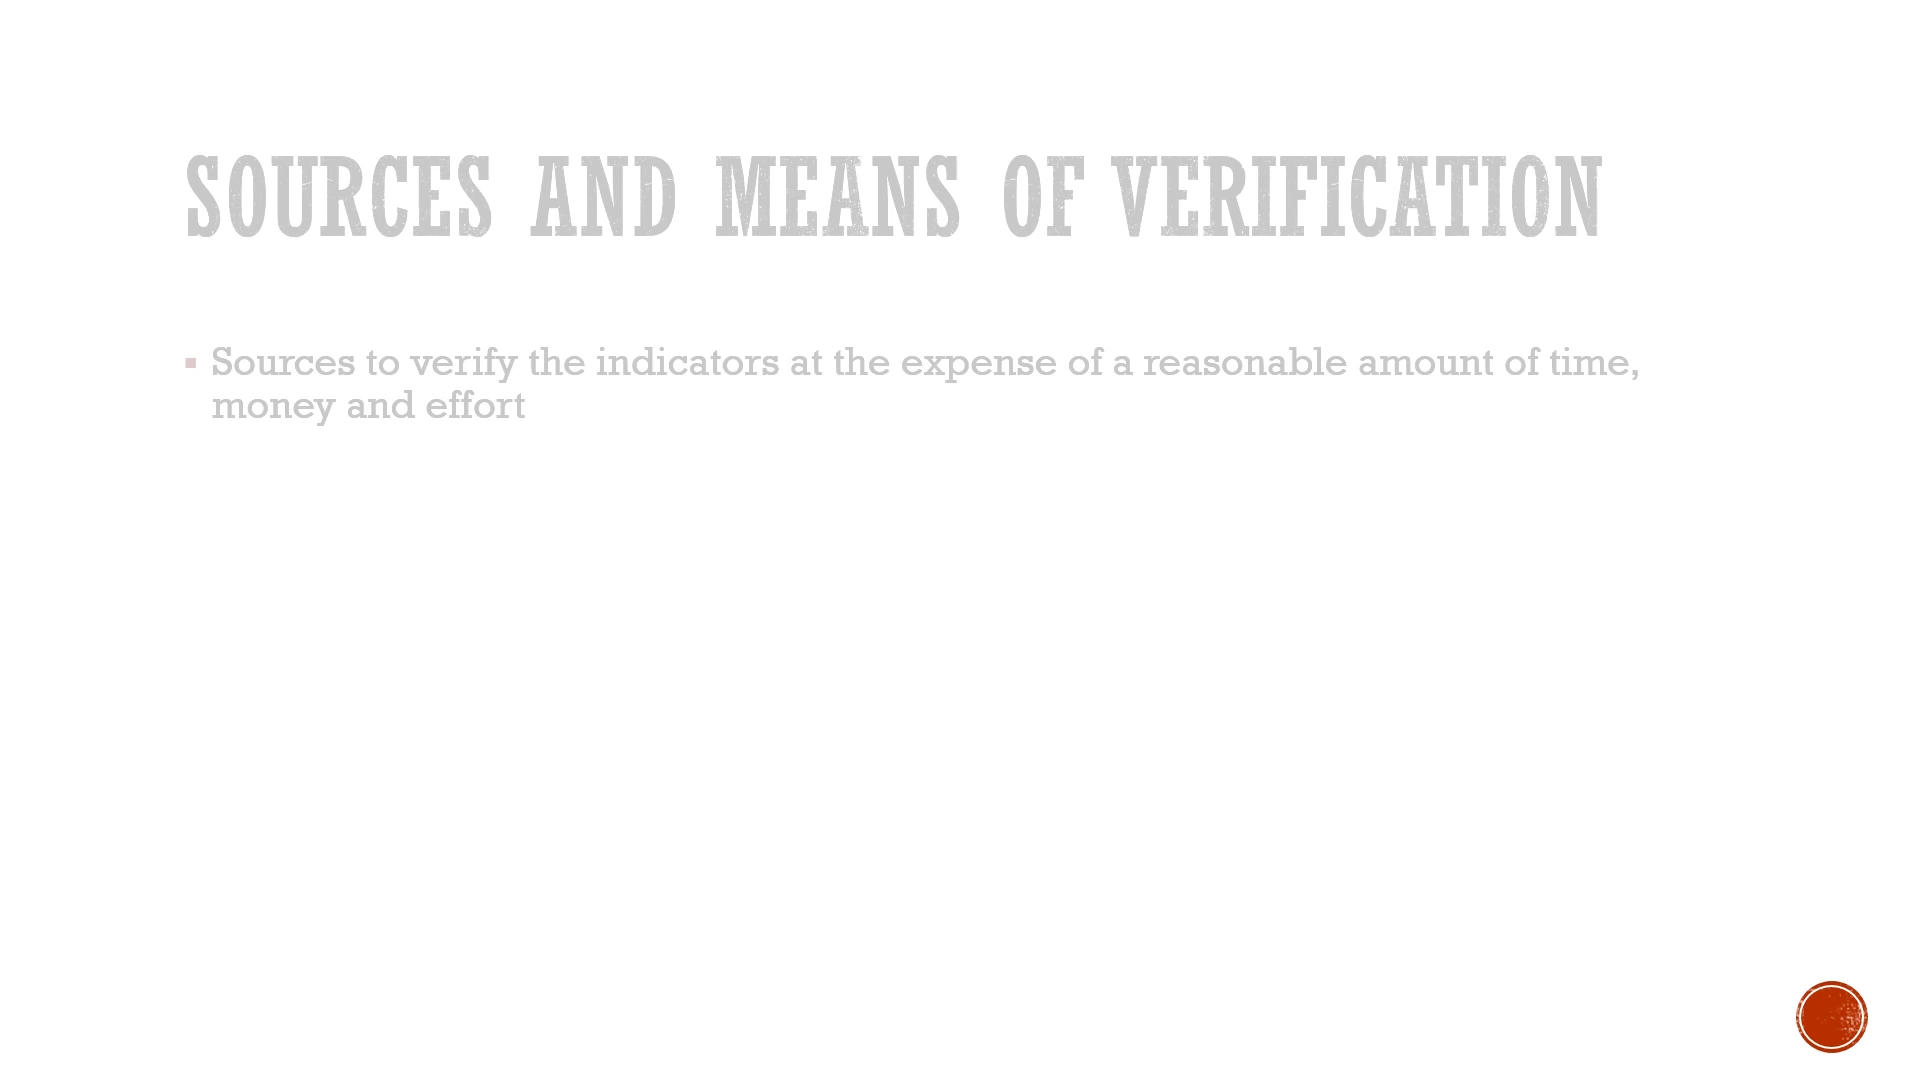 SOURCES AND MEANS OF VERIFICATION
▪ Sources to verify the indicators at the expense of a reasonable amount of time,
money and effort